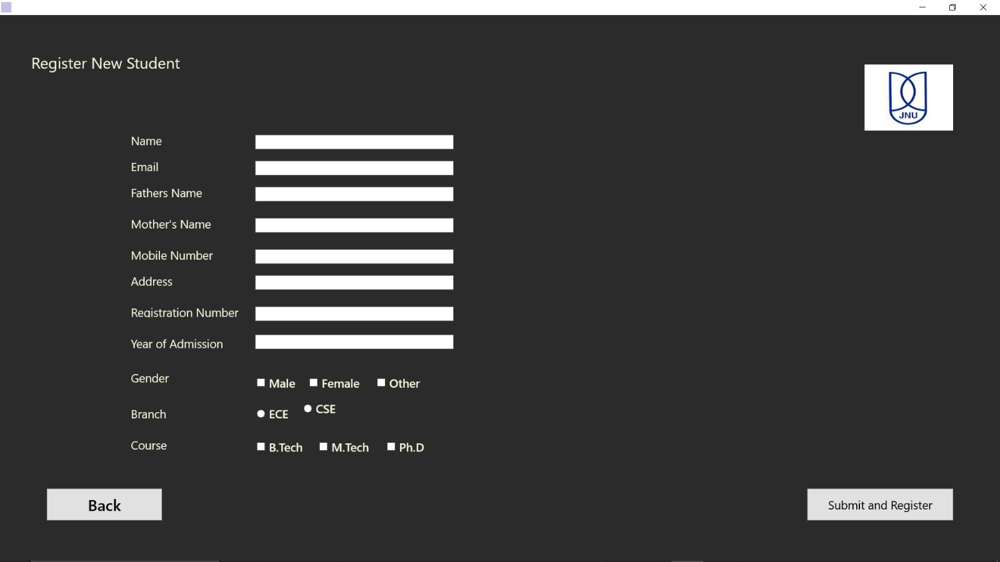 Register New Student
JNU
Name
Email
Fathers Name
Mother's Name
Mobile Number
Address
Registration Number
Year of Admission
Gender Male Female Other
Branch ECE CSE
Course B.Tech M.Tech Ph.D
Back Submit and Register